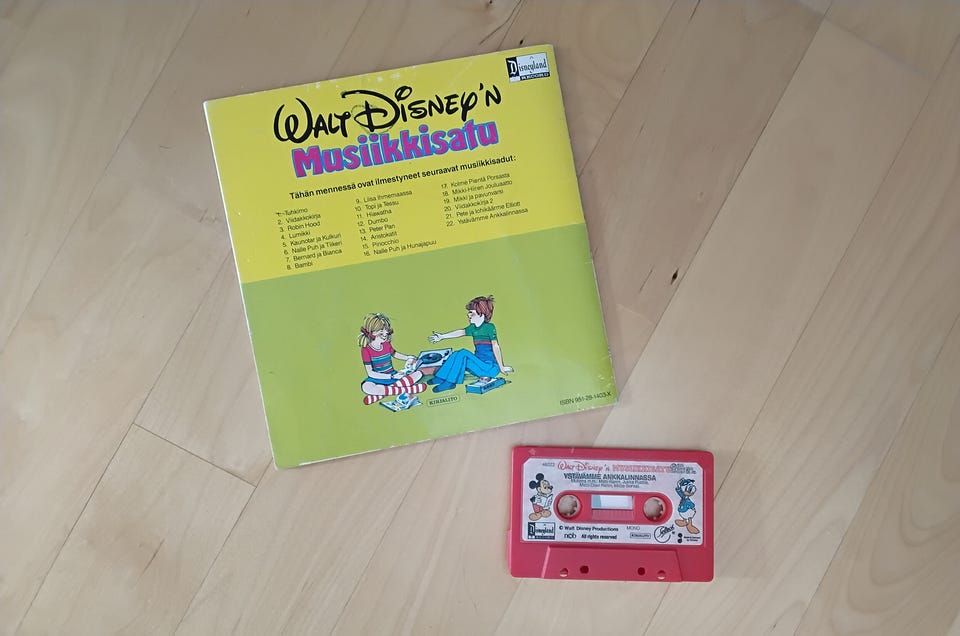 Disneyland
RECORD
WALT DISNEY'N
Musiikkisatu
Tähän mennessä ovat ilmestyneet seuraavat musiikkisadut:
1. Tuhkimo
2. Viidakkokirja
3. Robin Hood
4. Lumikki
5. Kaunotar ja Kulkuri
6. Nalle Puh ja Tiikeri
7. Bernard ja Bianca
8. Bambi
9. Liisa Ihmemaassa
10. Topi ja Tessu
11. Hiawatha
12. Dumbo
13. Peter Pan
14. Aristokatit
15. Pinocchio
16. Nalle Puh ja Hunajapuu
17. Kolme Pientä Porsasta
18. Mikki-Hiiren Jouluaatto
19. Mikki ja pavunvarsi
20. Viidakkokirja 2
21. Pete ja lohikäärme Elliott
22. Ystävämme Ankkalinnassa
KIRJALITO
ISBN 951-28-1403-X
Walt Disney'n MUSIIKKISATU
YSTÄVÄMME ANKKALINNASSA
© Walt Disney Productions MONO
Disneyland
ncb All rights reserved KIRJALITO